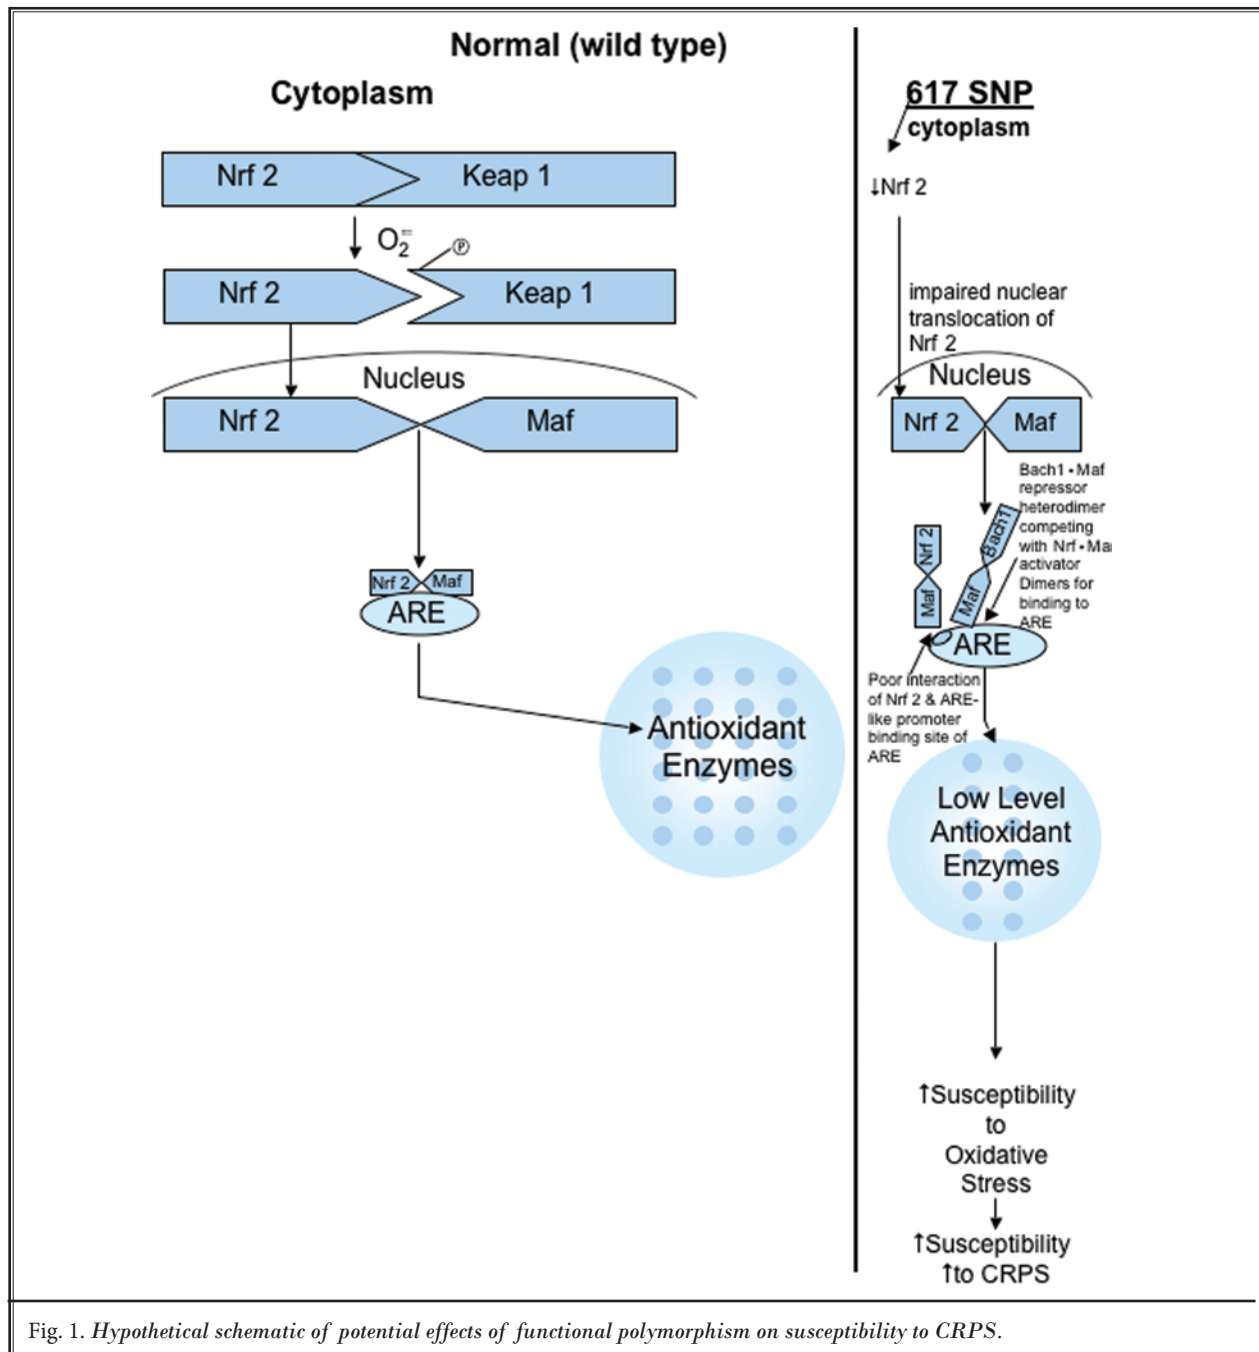 Normal (wild type)
Cytoplasm
Nrf 2
Keap 1
O2=
P
Nrf 2
Keap 1
Nucleus
Nrf 2
Maf
Nrf 2
Maf
ARE
Antioxidant
Enzymes
617 SNP
cytoplasm
↓Nrf 2
impaired nuclear
translocation of
Nrf 2
Nucleus
Nrf 2
Maf
Bach1 • Maf
repressor
heterodimer
competing
with Nrf • Ma
activator
Dimers for
binding to
ARE
Nrf 2
Maf
Bach1
Maf
ARE
Poor interaction
of Nrf 2 & ARE-
like promoter
binding site of
ARE
Low Level
Antioxidant
Enzymes
↑Susceptibility
to
Oxidative
Stress
↑Susceptibility
↑to CRPS
Fig. 1. Hypothetical schematic of potential effects of functional polymorphism on susceptibility to CRPS.